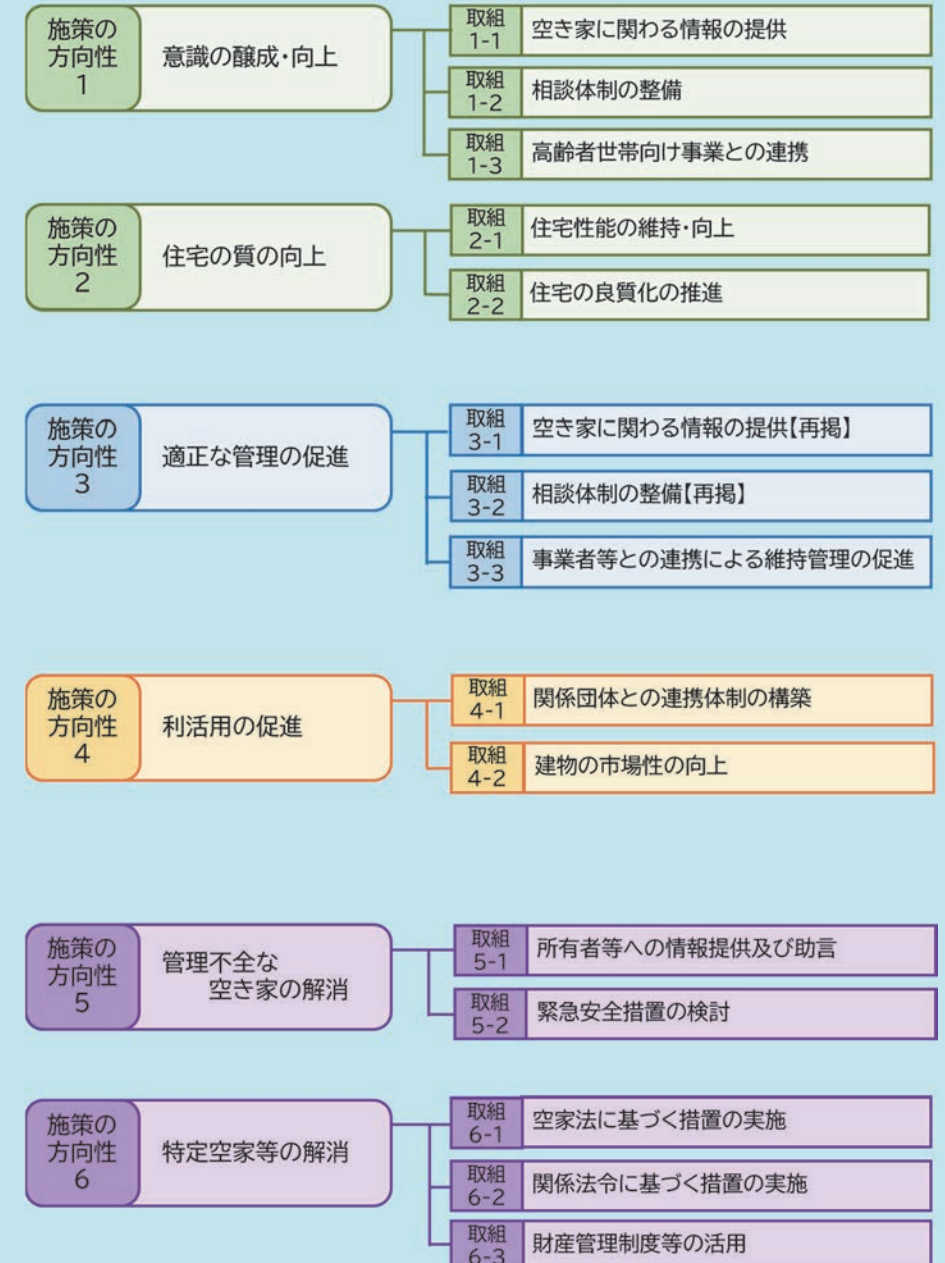 施策の
方向性
1
意識の醸成・向上
取組
1-1
空き家に関わる情報の提供
取組
1-2
相談体制の整備
取組
1-3
高齢者世帯向け事業との連携
施策の
方向性
2
住宅の質の向上
取組
2-1
住宅性能の維持・向上
取組
2-2
住宅の良質化の推進
施策の
方向性
3
適正な管理の促進
取組
3-1
空き家に関わる情報の提供【再掲】
取組
3-2
相談体制の整備【再掲】
取組
3-3
事業者等との連携による維持管理の促進
施策の
方向性
4
利活用の促進
取組
4-1
関係団体との連携体制の構築
取組
4-2
建物の市場性の向上
施策の
方向性
5
管理不全な
空き家の解消
取組
5-1
所有者等への情報提供及び助言
取組
5-2
緊急安全措置の検討
施策の
方向性
6
特定空家等の解消
取組
6-1
空家法に基づく措置の実施
取組
6-2
関係法令に基づく措置の実施
取組
6-3
財産管理制度等の活用